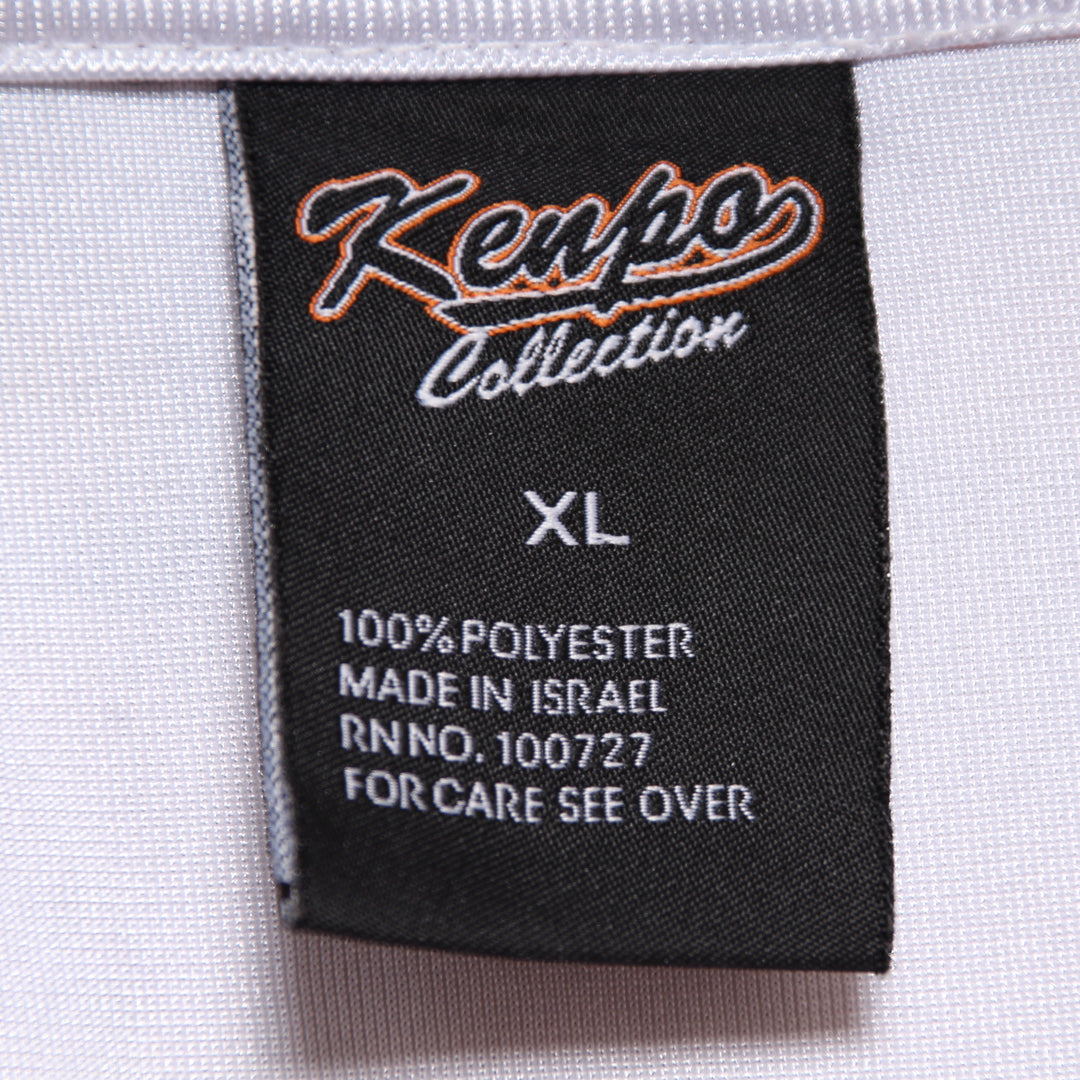 Kenpo
Collection
XL
100% POLYESTER
MADE IN ISRAEL
RN NO. 100727
FOR CARE SEE OVER